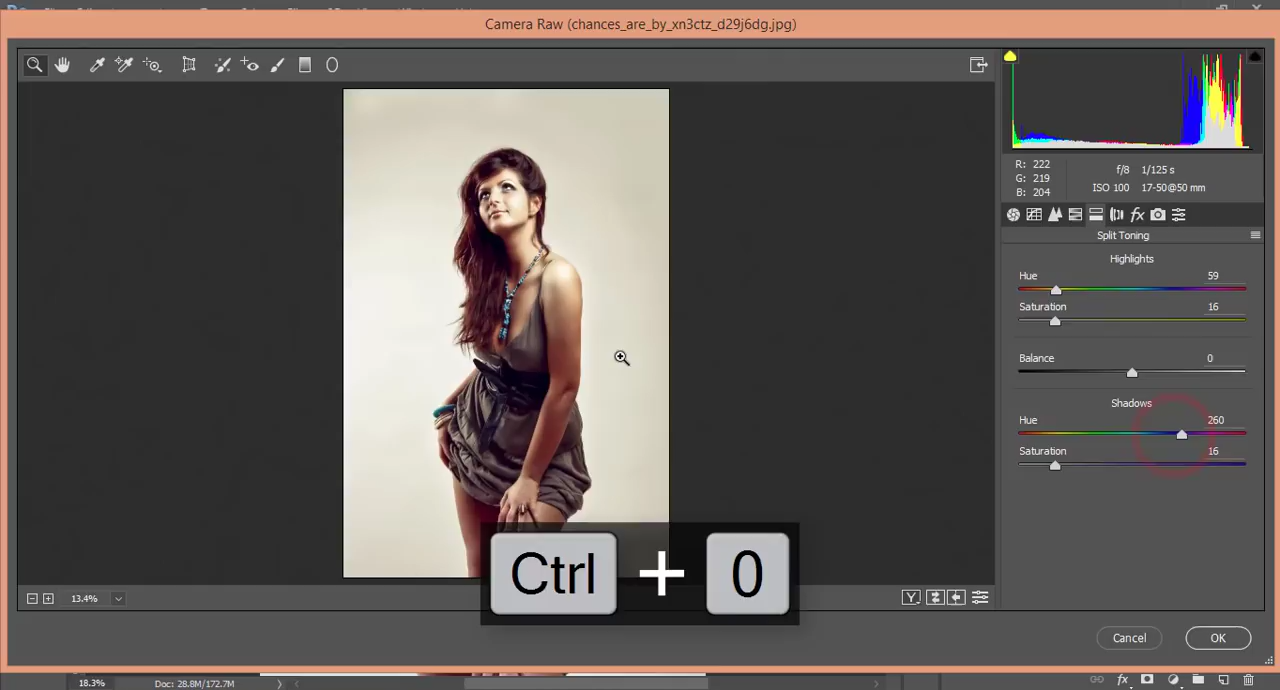 Camera Raw (chances_are_by_xn3ctz_d29j6dg.jpg)
R: 222
G: 219
B: 204
f/8 1/125 s
ISO 100 17-50@50 mm
fx
Split Toning
Highlights
Hue 59
Saturation 16
Balance 0
Shadows
Hue 260
Saturation 16
Ctrl + 0
13.4%
Y
Cancel OK
18.3% Doc: 28.8M/172.7M
fx